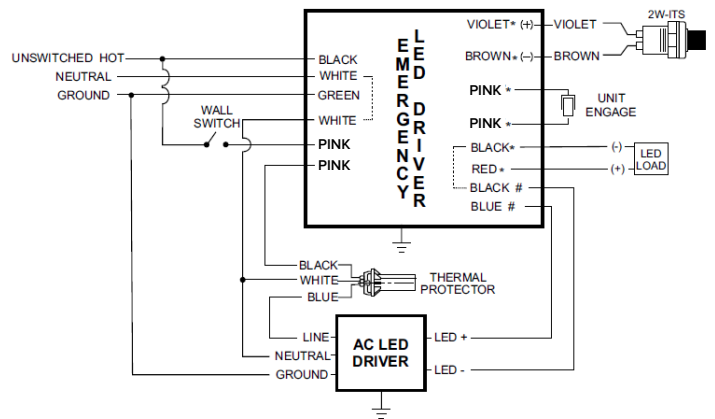 2W-ITS
VIOLET* (+) VIOLET
UNSWITCHED HOT
BLACK
BROWN* (–) BROWN
NEUTRAL
WHITE
GROUND
GREEN
PINK *
UNIT
ENGAGE
WALL
SWITCH
WHITE
PINK *
PINK
BLACK*
(-)
LED
LOAD
PINK
RED*
(+)
BLACK #
BLUE #
EMERGENCY
LED DRIVER
BLACK
WHITE
BLUE
THERMAL
PROTECTOR
LINE
NEUTRAL
GROUND
AC LED
DRIVER
LED +
LED -